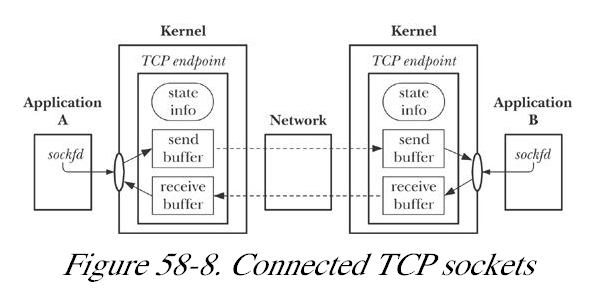 Kernel
Kernel
TCP endpoint
TCP endpoint
state
info
state
info
Application
A
Network
Application
B
send
buffer
send
buffer
sockfd
sockfd
receive
buffer
receive
buffer
Figure 58-8. Connected TCP sockets